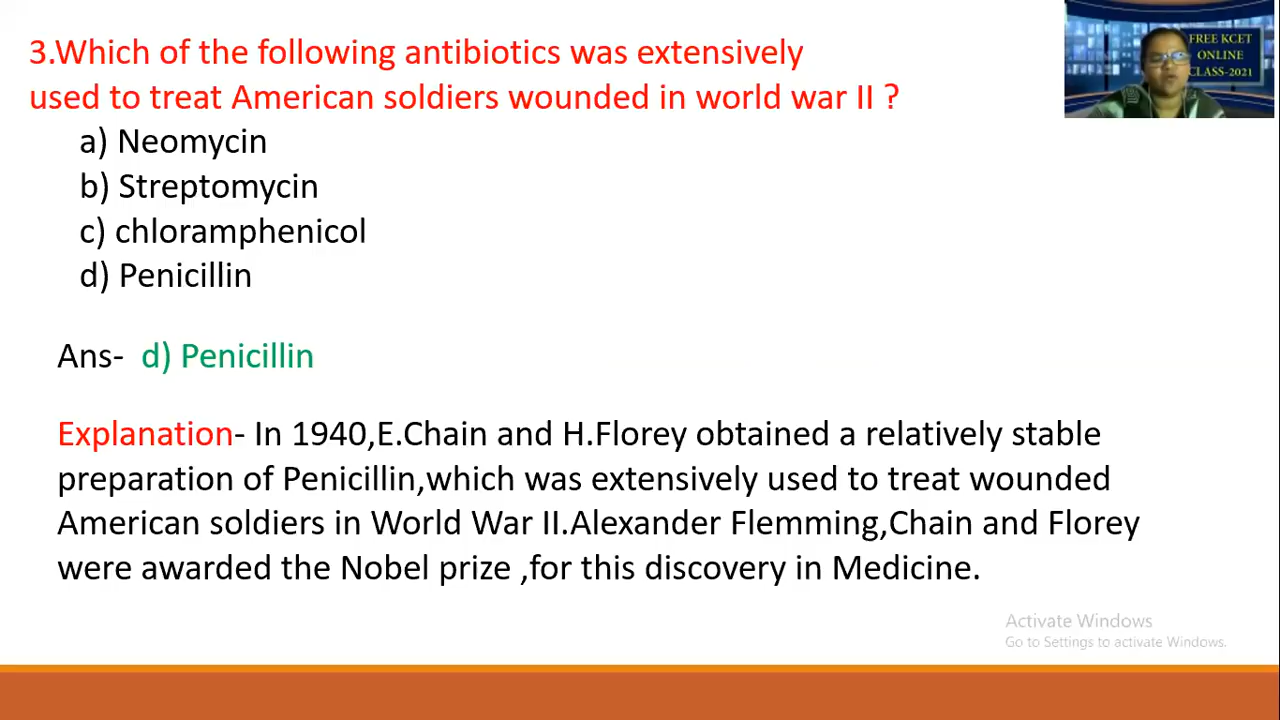 3.Which of the following antibiotics was extensively
used to treat American soldiers wounded in world war II ?
a) Neomycin
b) Streptomycin
c) chloramphenicol
d) Penicillin
Ans- d) Penicillin
Explanation- In 1940,E.Chain and H.Florey obtained a relatively stable
preparation of Penicillin,which was extensively used to treat wounded
American soldiers in World War II.Alexander Flemming,Chain and Florey
were awarded the Nobel prize ,for this discovery in Medicine.
FREE KCET
ONLINE
CLASS-2021
Activate Windows
Go to Settings to activate Windows.